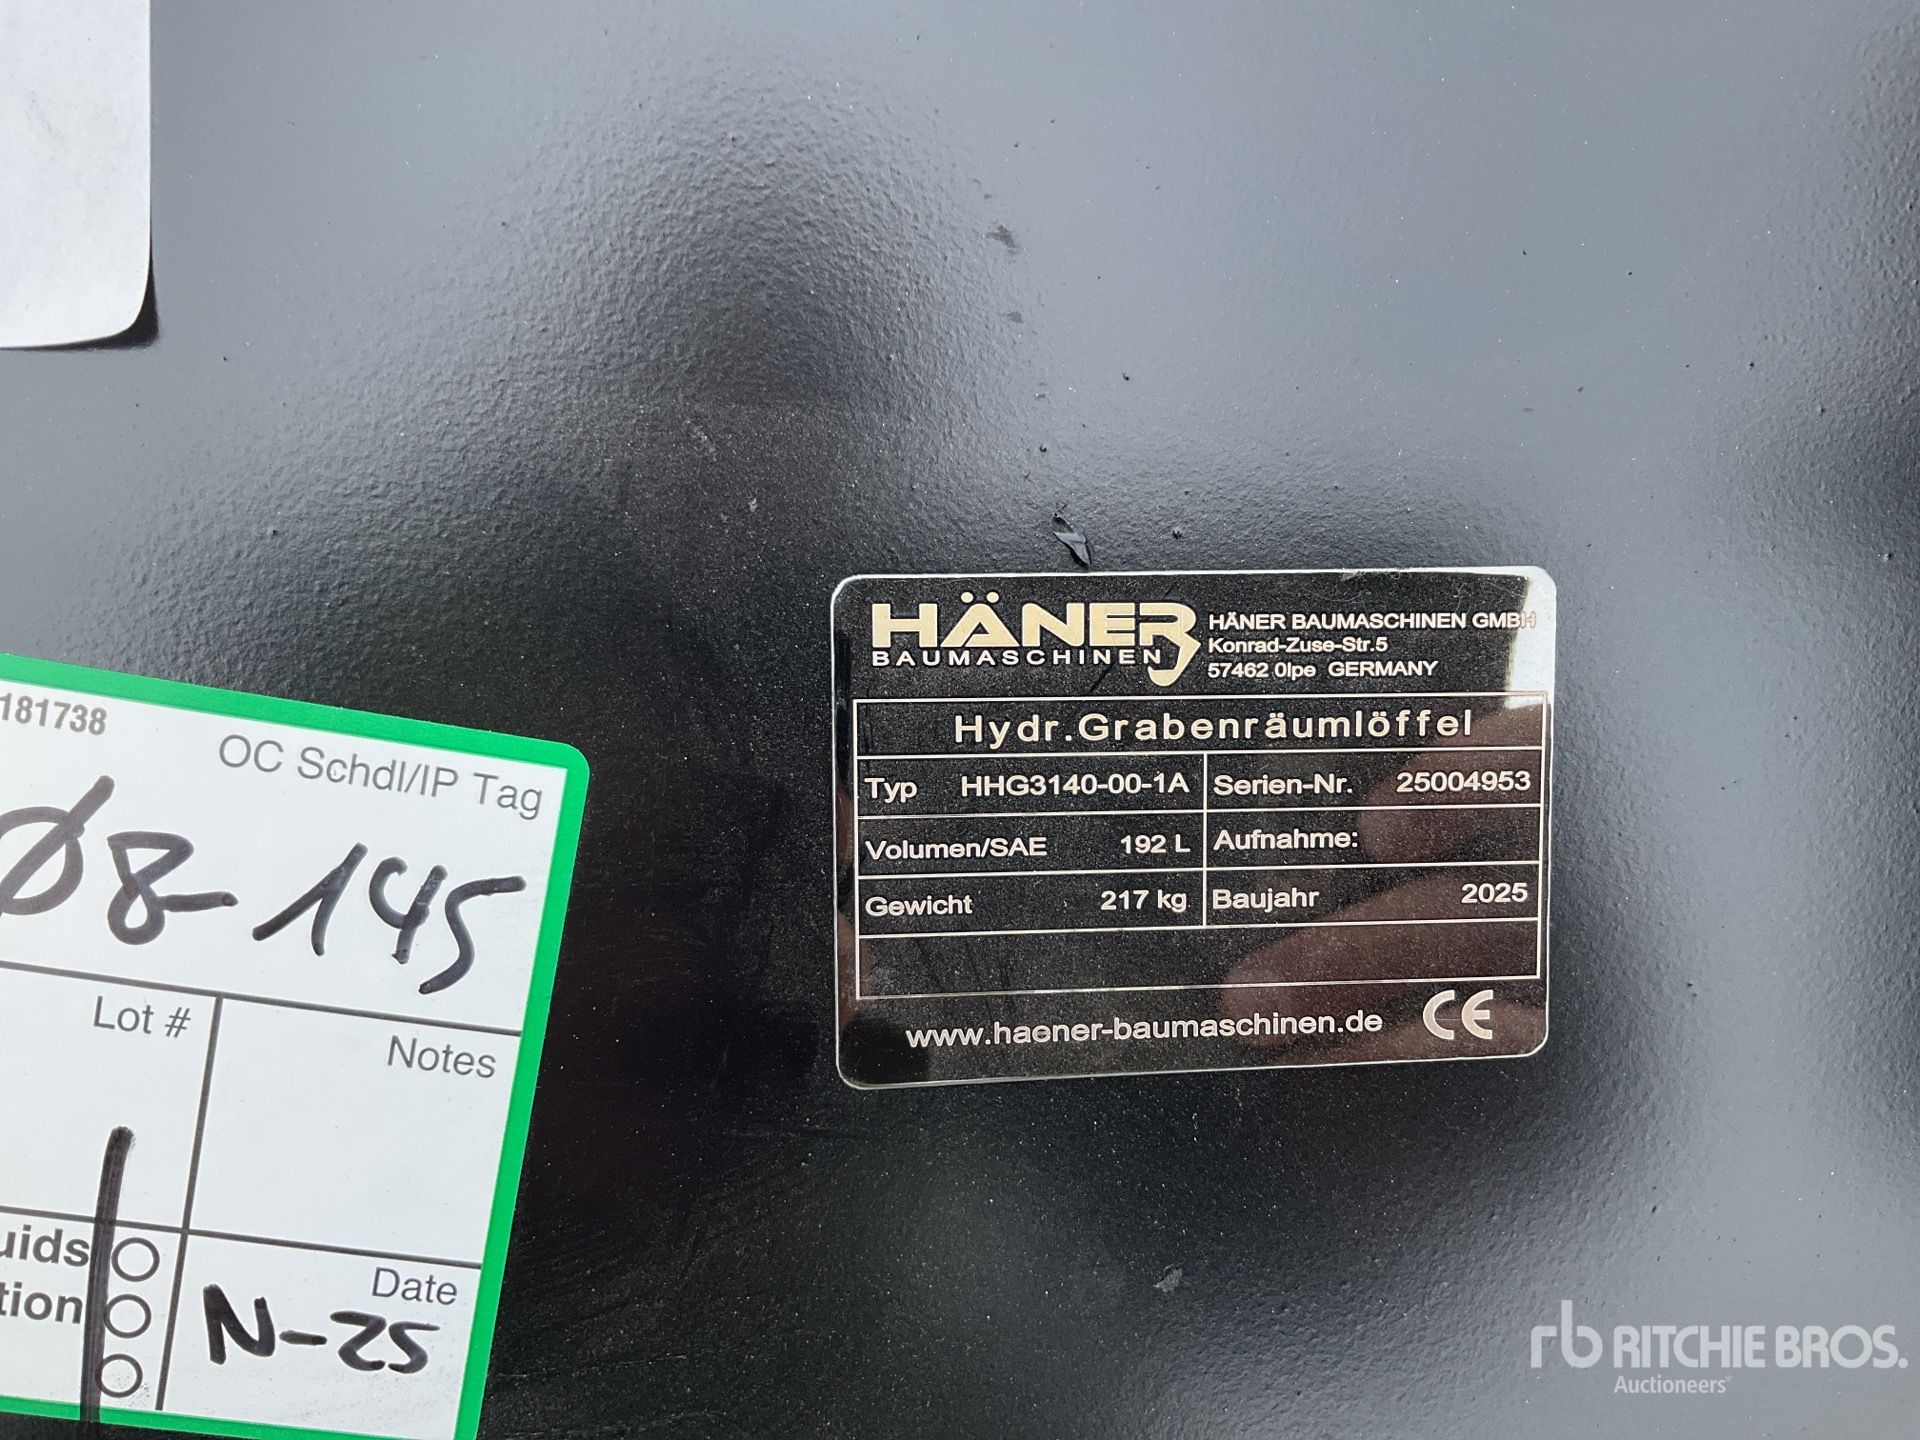 HÄNER
BAUMASCHINEN
HÄNER BAUMASCHINEN GMBH
Konrad-Zuse-Str.5
57462 Olpe GERMANY
Hydr.Grabenräumlöffel
Typ HHG3140-00-1A Serien-Nr. 25004953
Volumen/SAE 192 L Aufnahme:
Gewicht 217 kg Baujahr 2025
www.haener-baumaschinen.de CE
181738
OC Schdl/IP Tag
Ø8-145
Lot #
Notes
uids
tion
Date
N-25
rb RITCHIE BROS.
Auctioneers